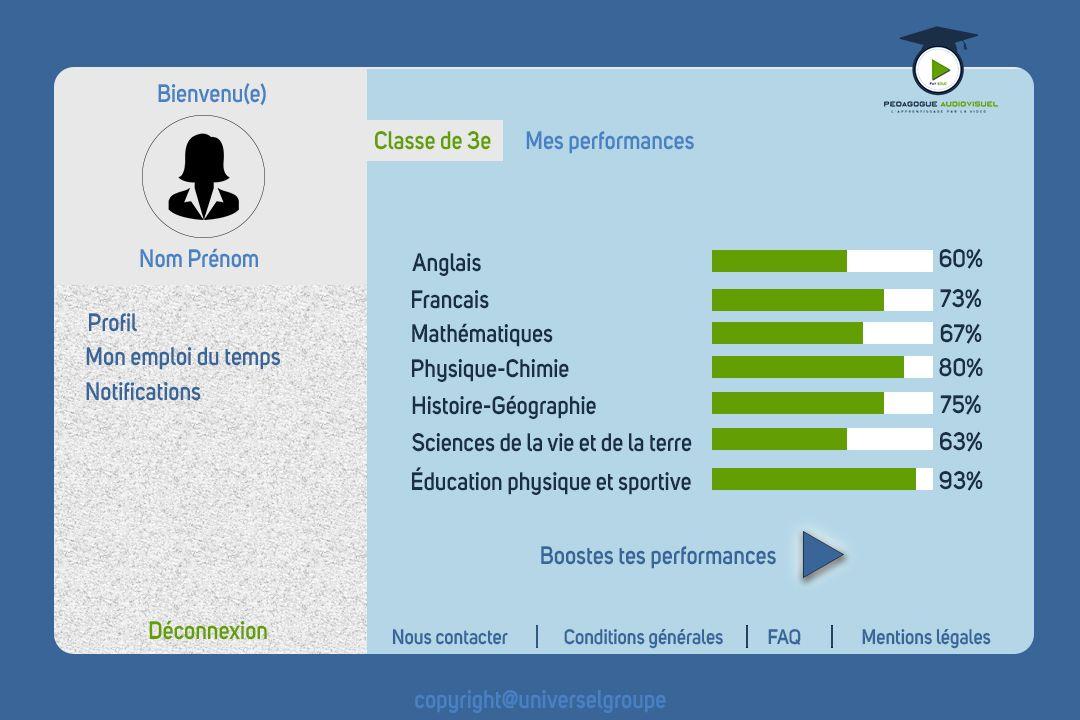 Bienvenu(e)
Nom Prénom
Profil
Mon emploi du temps
Notifications
Déconnexion
PEDAGOGUE AUDIOVISUEL
L'APPRENTISSAGE PAR LA VIDEO
Classe de 3e
Mes performances
Anglais 60%
Francais 73%
Mathématiques 67%
Physique-Chimie 80%
Histoire-Géographie 75%
Sciences de la vie et de la terre 63%
Éducation physique et sportive 93%
Boostes tes performances
Nous contacter | Conditions générales | FAQ | Mentions légales
copyright@universelgroupe